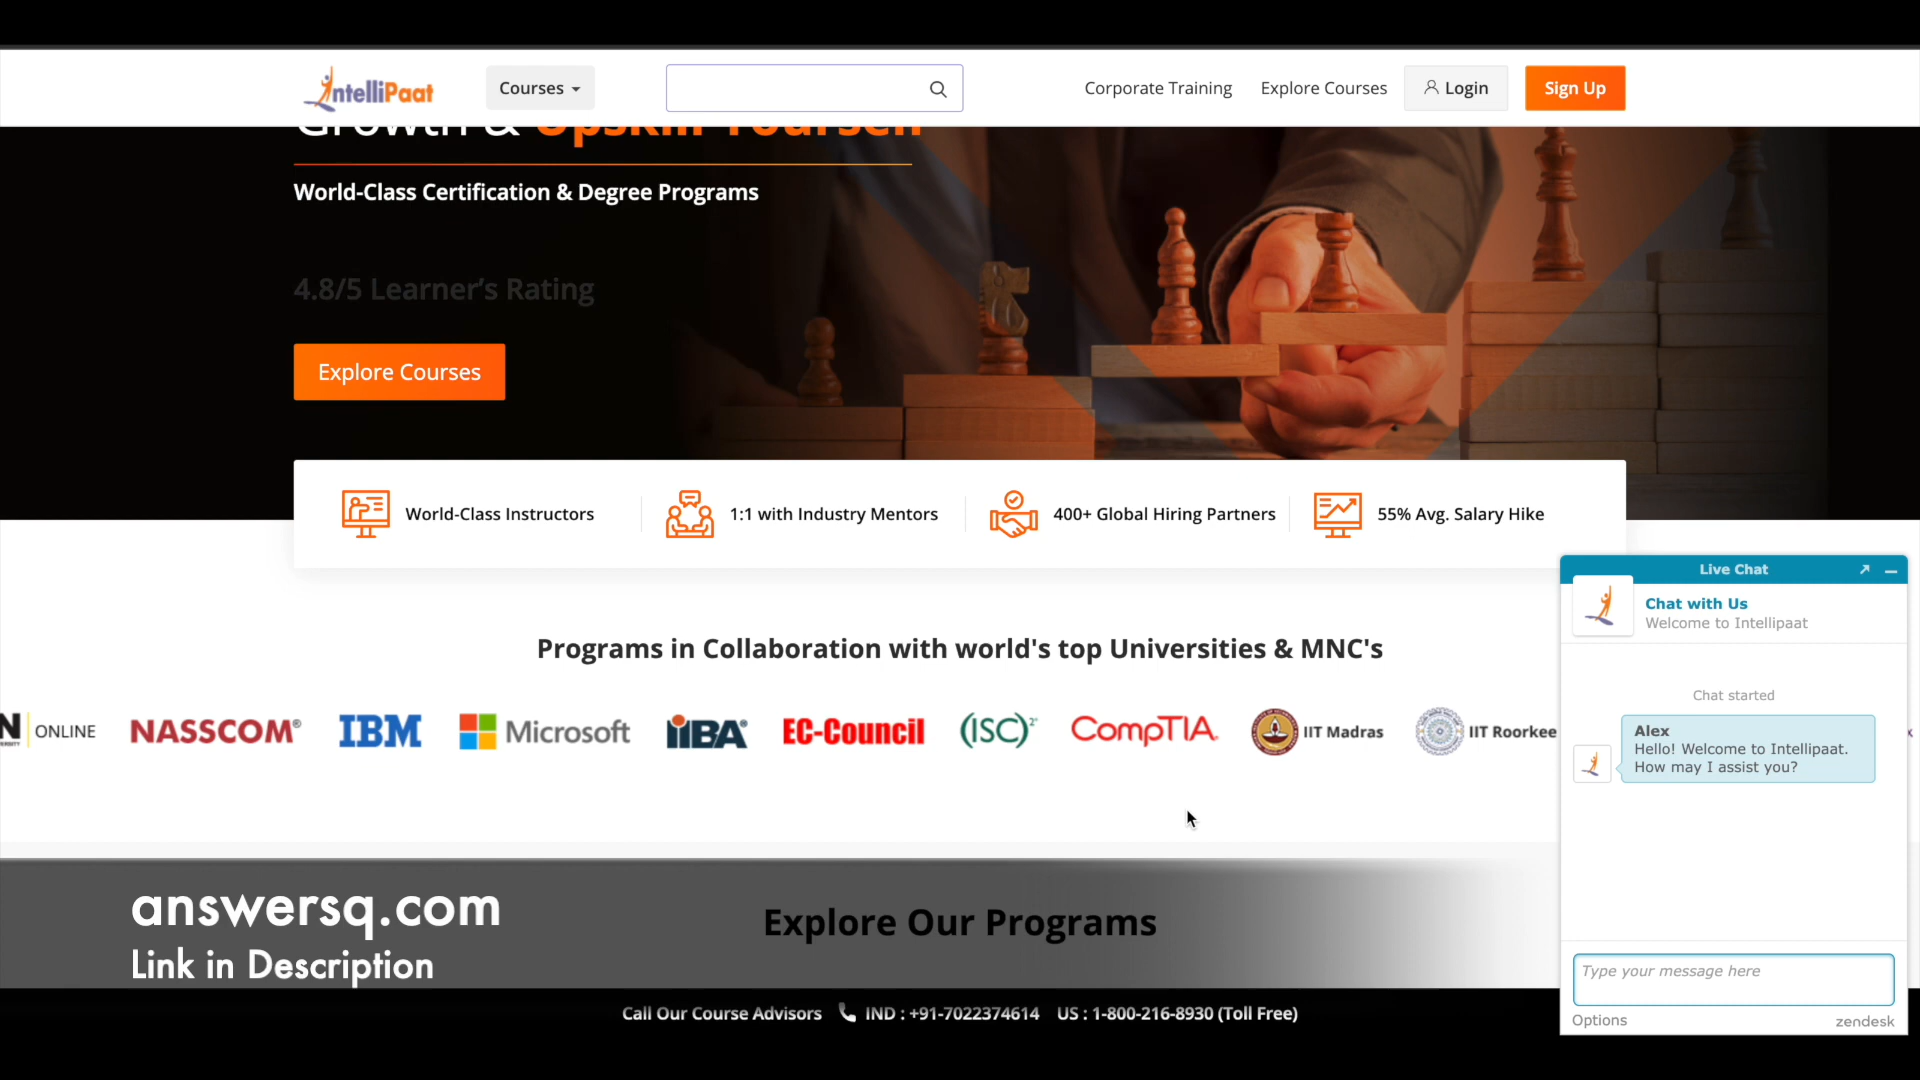 IntelliPaat
Courses
Corporate Training
Explore Courses
Login
Sign Up
Growth & Upskill Yourself
World-Class Certification & Degree Programs
4.8/5 Learner's Rating
Explore Courses
World-Class Instructors
1:1 with Industry Mentors
400+ Global Hiring Partners
55% Avg. Salary Hike
Programs in Collaboration with world's top Universities & MNC's
ONLINE
NASSCOM®
IBM
Microsoft
IIBA®
EC-Council
(ISC)²
CompTIA.
IIT Madras
IIT Roorkee
Live Chat
Chat with Us
Welcome to Intellipaat
Chat started
Alex
Hello! Welcome to Intellipaat.
How may I assist you?
Type your message here
Options
zendesk
Explore Our Programs
answersq.com
Link in Description
Call Our Course Advisors IND : +91-7022374614 US : 1-800-216-8930 (Toll Free)